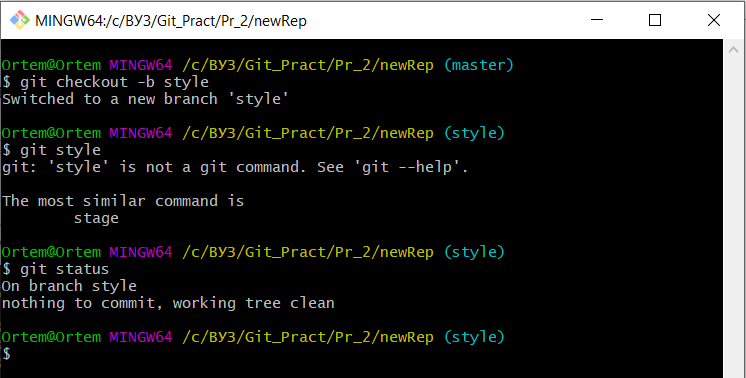 MINGW64:/c/ВУЗ/Git_Pract/Pr_2/newRep
Ortem@Ortem MINGW64 /c/ВУЗ/Git_Pract/Pr_2/newRep (master)
$ git checkout -b style
Switched to a new branch 'style'
Ortem@Ortem MINGW64 /c/ВУЗ/Git_Pract/Pr_2/newRep (style)
$ git style
git: 'style' is not a git command. See 'git --help'.
The most similar command is
stage
Ortem@Ortem MINGW64 /c/ВУЗ/Git_Pract/Pr_2/newRep (style)
$ git status
On branch style
nothing to commit, working tree clean
Ortem@Ortem MINGW64 /c/ВУЗ/Git_Pract/Pr_2/newRep (style)
$